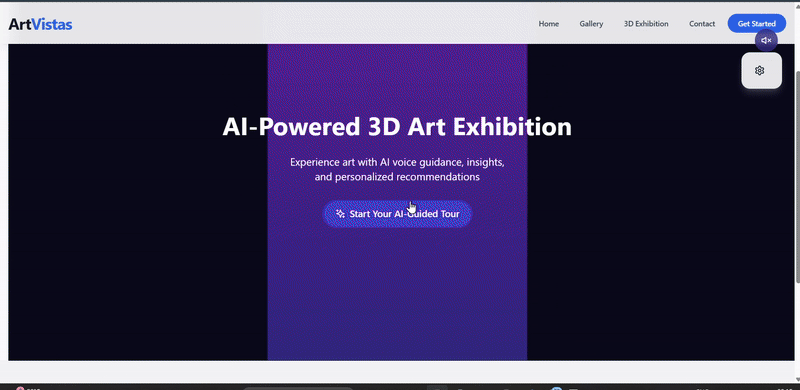 ArtVistas
Home
Gallery
3D Exhibition
Contact
Get Started
AI-Powered 3D Art Exhibition
Experience art with AI voice guidance, insights,
and personalized recommendations
Start Your AI-Guided Tour